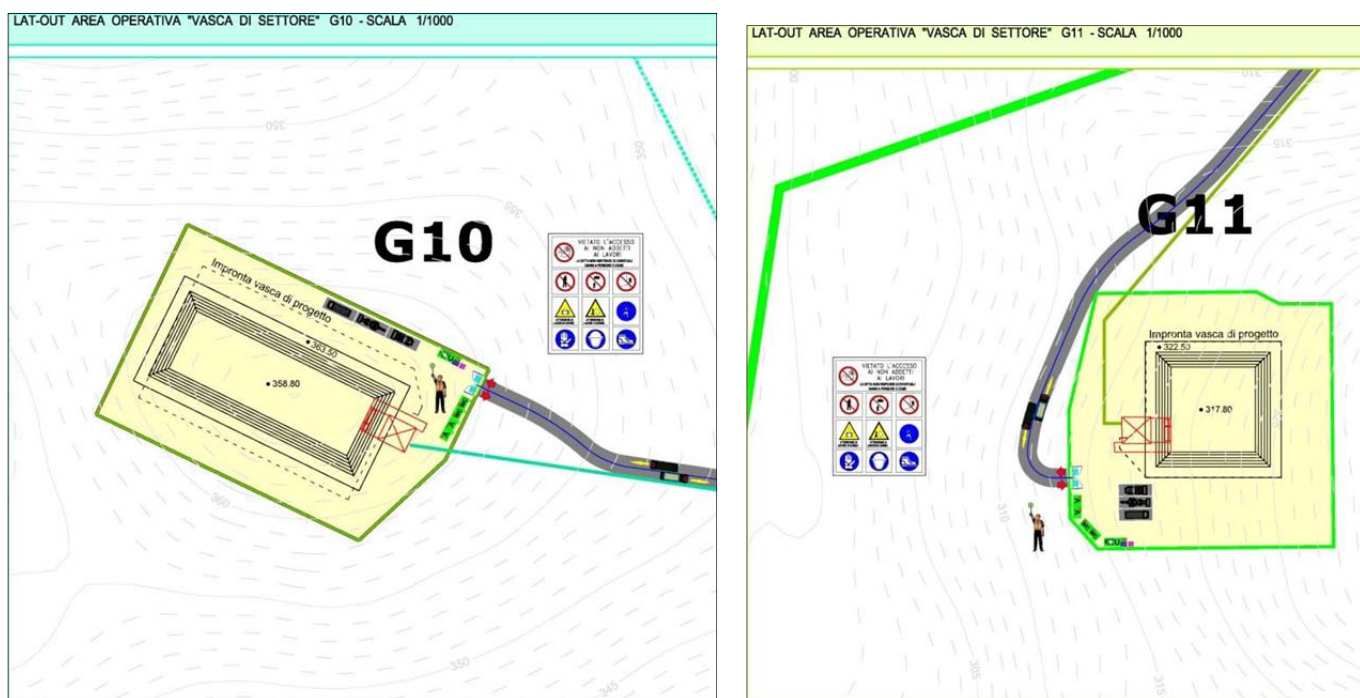 LAT-OUT AREA OPERATIVA "VASCA DI SETTORE" G10 - SCALA 1/1000
350
350
350
G10
VIETATO L'ACCESSO
AI NON ADDETTI
AI LAVORI
Impronta vasca di progetto
363.50
358.80
360
350
345
LAT-OUT AREA OPERATIVA "VASCA DI SETTORE" G11 - SCALA 1/1000
310
315
G11
VIETATO L'ACCESSO
AI NON ADDETTI
AI LAVORI
Impronta vasca di progetto
322.50
317.80
310
305
315